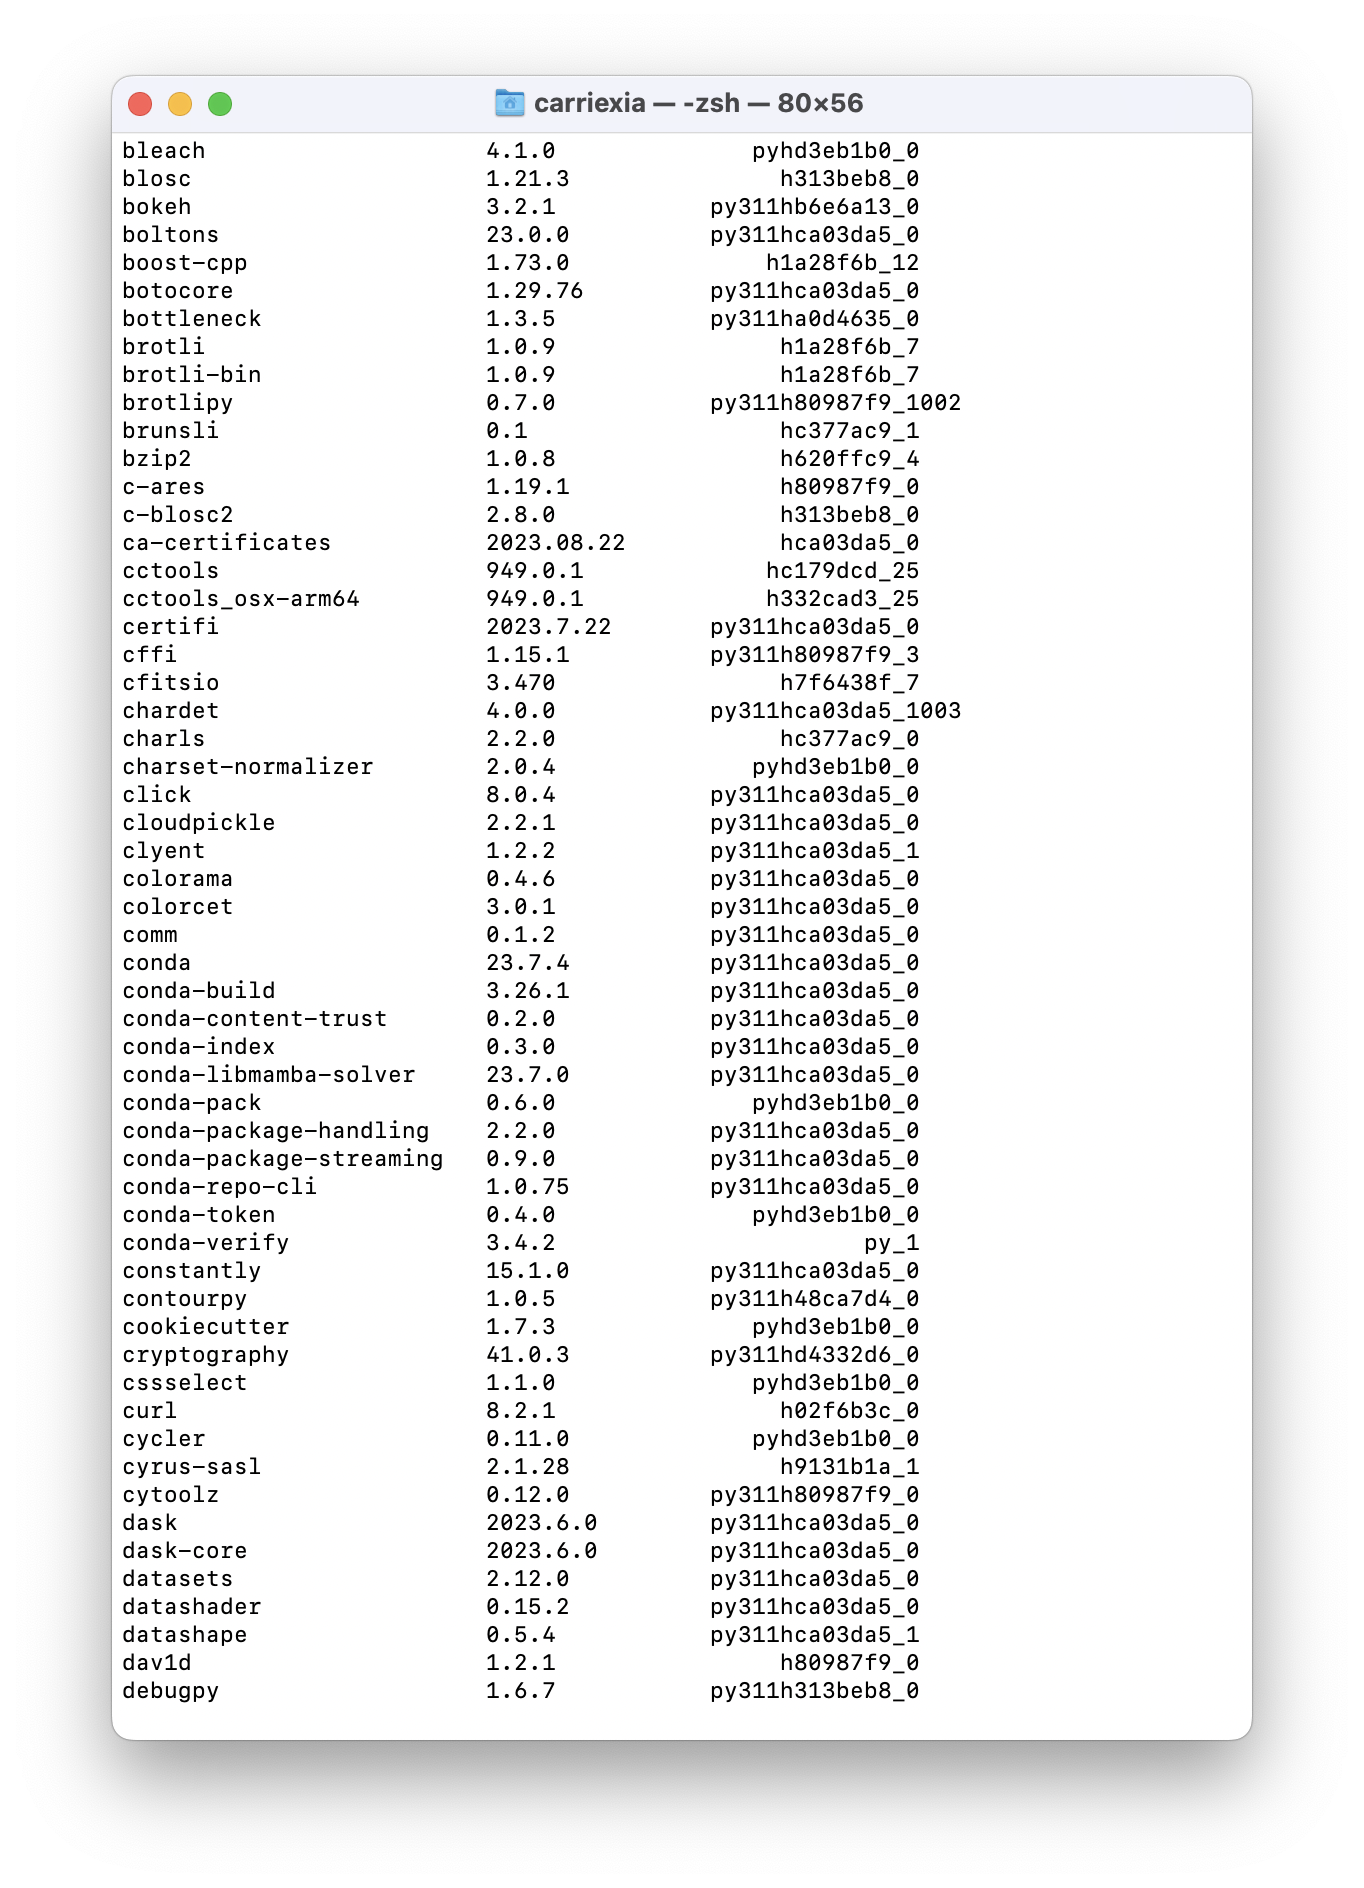 carriexia — -zsh — 80×56
bleach                    4.1.0              pyhd3eb1b0_0
blosc                     1.21.3               h313beb8_0
bokeh                     3.2.1           py311hb6e6a13_0
boltons                   23.0.0          py311hca03da5_0
boost-cpp                 1.73.0              h1a28f6b_12
botocore                  1.29.76         py311hca03da5_0
bottleneck                1.3.5           py311ha0d4635_0
brotli                    1.0.9                h1a28f6b_7
brotli-bin                1.0.9                h1a28f6b_7
brotlipy                  0.7.0           py311h80987f9_1002
brunsli                   0.1                  hc377ac9_1
bzip2                     1.0.8                h620ffc9_4
c-ares                    1.19.1               h80987f9_0
c-blosc2                  2.8.0                h313beb8_0
ca-certificates           2023.08.22           hca03da5_0
cctools                   949.0.1             hc179dcd_25
cctools_osx-arm64         949.0.1             h332cad3_25
certifi                   2023.7.22       py311hca03da5_0
cffi                      1.15.1          py311h80987f9_3
cfitsio                   3.470                h7f6438f_7
chardet                   4.0.0           py311hca03da5_1003
charls                    2.2.0                hc377ac9_0
charset-normalizer        2.0.4              pyhd3eb1b0_0
click                     8.0.4           py311hca03da5_0
cloudpickle               2.2.1           py311hca03da5_0
clyent                    1.2.2           py311hca03da5_1
colorama                  0.4.6           py311hca03da5_0
colorcet                  3.0.1           py311hca03da5_0
comm                      0.1.2           py311hca03da5_0
conda                     23.7.4          py311hca03da5_0
conda-build               3.26.1          py311hca03da5_0
conda-content-trust       0.2.0           py311hca03da5_0
conda-index               0.3.0           py311hca03da5_0
conda-libmamba-solver     23.7.0          py311hca03da5_0
conda-pack                0.6.0              pyhd3eb1b0_0
conda-package-handling    2.2.0           py311hca03da5_0
conda-package-streaming   0.9.0           py311hca03da5_0
conda-repo-cli            1.0.75          py311hca03da5_0
conda-token               0.4.0              pyhd3eb1b0_0
conda-verify              3.4.2                      py_1
constantly                15.1.0          py311hca03da5_0
contourpy                 1.0.5           py311h48ca7d4_0
cookiecutter              1.7.3              pyhd3eb1b0_0
cryptography              41.0.3          py311hd4332d6_0
cssselect                 1.1.0              pyhd3eb1b0_0
curl                      8.2.1                h02f6b3c_0
cycler                    0.11.0             pyhd3eb1b0_0
cyrus-sasl                2.1.28               h9131b1a_1
cytoolz                   0.12.0          py311h80987f9_0
dask                      2023.6.0        py311hca03da5_0
dask-core                 2023.6.0        py311hca03da5_0
datasets                  2.12.0          py311hca03da5_0
datashader                0.15.2          py311hca03da5_0
datashape                 0.5.4           py311hca03da5_1
dav1d                     1.2.1                h80987f9_0
debugpy                   1.6.7           py311h313beb8_0